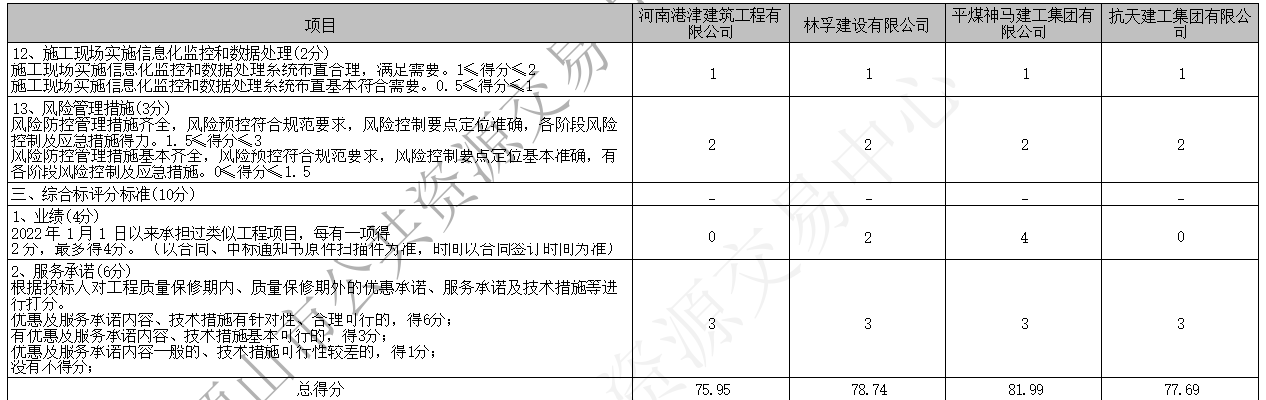 项目
河南港津建筑工程有限公司
林孚建设有限公司
平煤神马建工集团有限公司
抗天建工集团有限公司
12、施工现场实施信息化监控和数据处理(2分)
施工现场实施信息化监控和数据处理系统布置合理，满足需要。1≤得分≤2
施工现场实施信息化监控和数据处理系统布置基本符合需要。0.5≤得分≤1
1 1 1 1
13、风险管理措施(3分)
风险防控管理措施齐全，风险预控符合规范要求，风险控制要点定位准确，各阶段风险
控制及应急措施得力。1.5≤得分≤3
风险防控管理措施基本齐全，风险预控符合规范要求，风险控制要点定位基本准确，有
各阶段风险控制及应急措施。0≤得分≤1.5
2 2 2 2
三、综合标评分标准(10分)
- - - -
1、业绩(4分)
2022年1月1日以来承担过类似工程项目，每有一项得
2分，最多得4分。（以合同、中标通知书原件扫描件为准，时间以合同签订时间为准）
0 2 4 0
2、服务承诺(6分)
根据投标人对工程质量保修期内、质量保修期外的优惠承诺、服务承诺及技术措施等进
行打分。
优惠及服务承诺内容、技术措施有针对性、合理可行的，得6分；
有优惠及服务承诺内容、技术措施基本可行的，得3分；
优惠及服务承诺内容一般的、技术措施可行性较差的，得1分；
没有不得分；
3 3 3 3
总得分 75.95 78.74 81.99 77.69
山市公共资源交易
资源交易中心